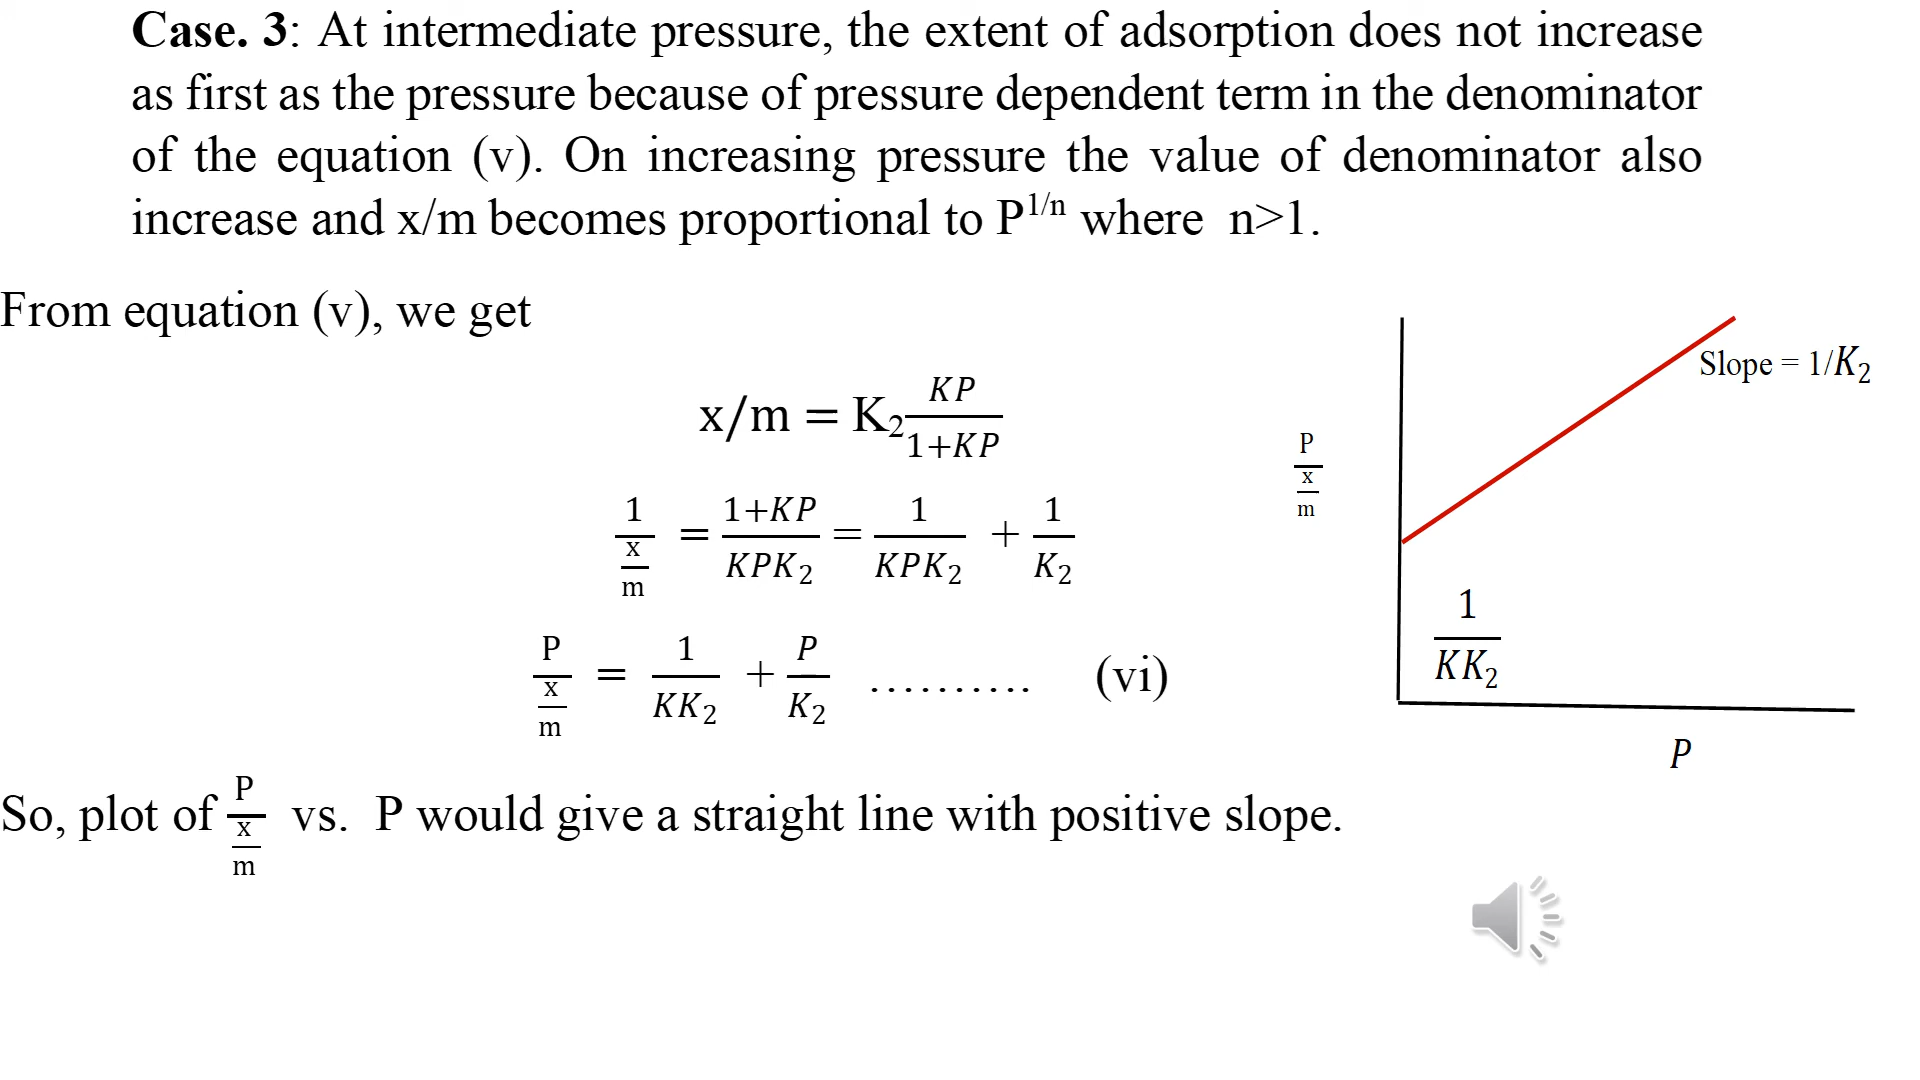 Case. 3: At intermediate pressure, the extent of adsorption does not increase
as first as the pressure because of pressure dependent term in the denominator
of the equation (v). On increasing pressure the value of denominator also
increase and x/m becomes proportional to P^1/n where n>1.
From equation (v), we get
x/m = K₂ KP/(1+KP)
1/(x/m) = (1+KP)/(KPK₂) = 1/(KPK₂) + 1/K₂
P/(x/m) = 1/(KK₂) + P/K₂ .......... (vi)
So, plot of P/(x/m) vs. P would give a straight line with positive slope.
Slope = 1/K₂
P/(x/m)
1/(KK₂)
P